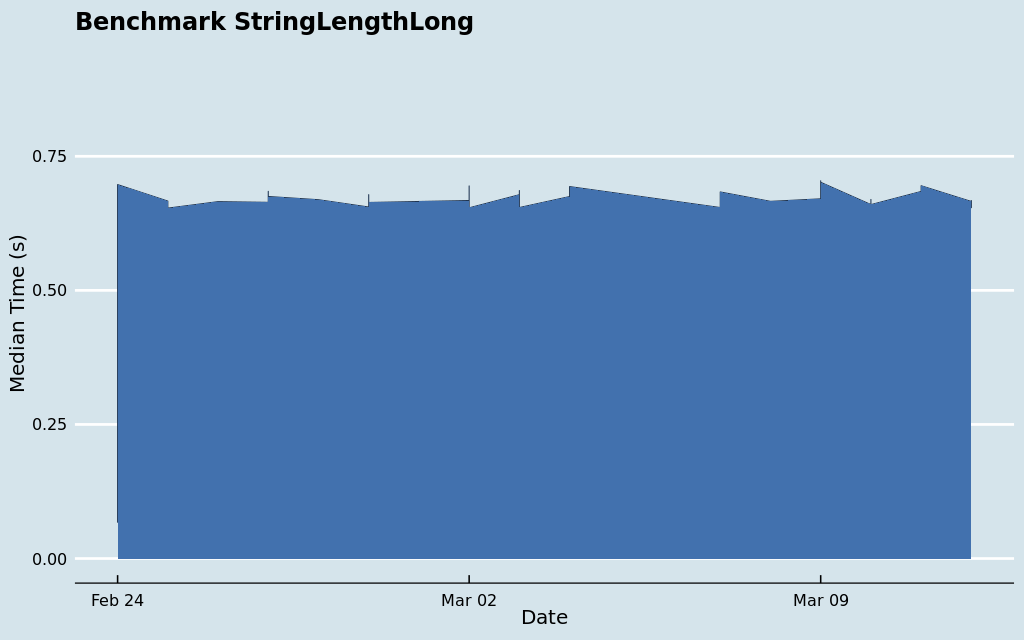 Benchmark StringLengthLong
0.75
0.50
0.25
0.00
Median Time (s)
Feb 24
Mar 02
Mar 09
Date